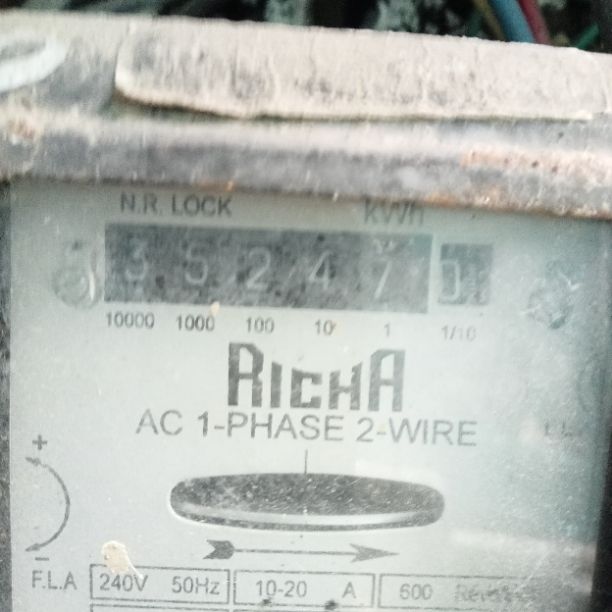 N.R. LOCK kWh
3 5 2 4 7 0
10000 1000 100 10 1 1/10
RICHA
AC 1-PHASE 2-WIRE
+
-
F.L.A 240V 50Hz 10-20 A 600